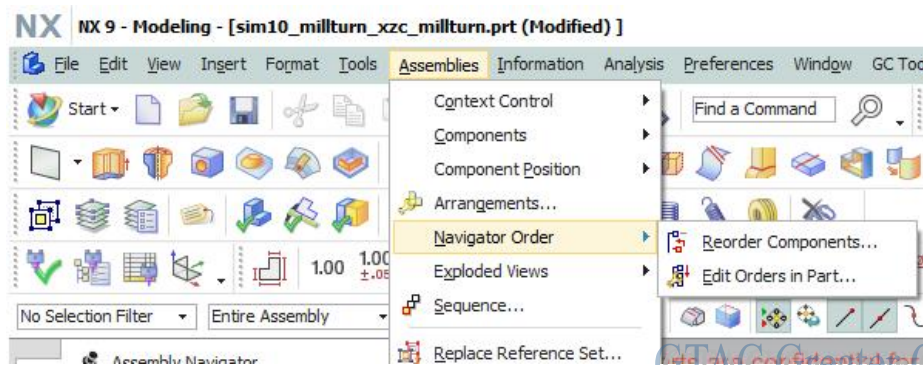 NX NX 9 - Modeling - [sim10_millturn_xzc_millturn.prt (Modified) ]
File Edit View Insert Format Tools Assemblies Information Analysis Preferences Window GC Too
Start
Context Control
Find a Command
Components
Component Position
Arrangements...
Navigator Order
Reorder Components...
1.00 1.00
Exploded Views
Edit Orders in Part...
No Selection Filter Entire Assembly
Sequence...
Assembly Navigator
Replace Reference Set...